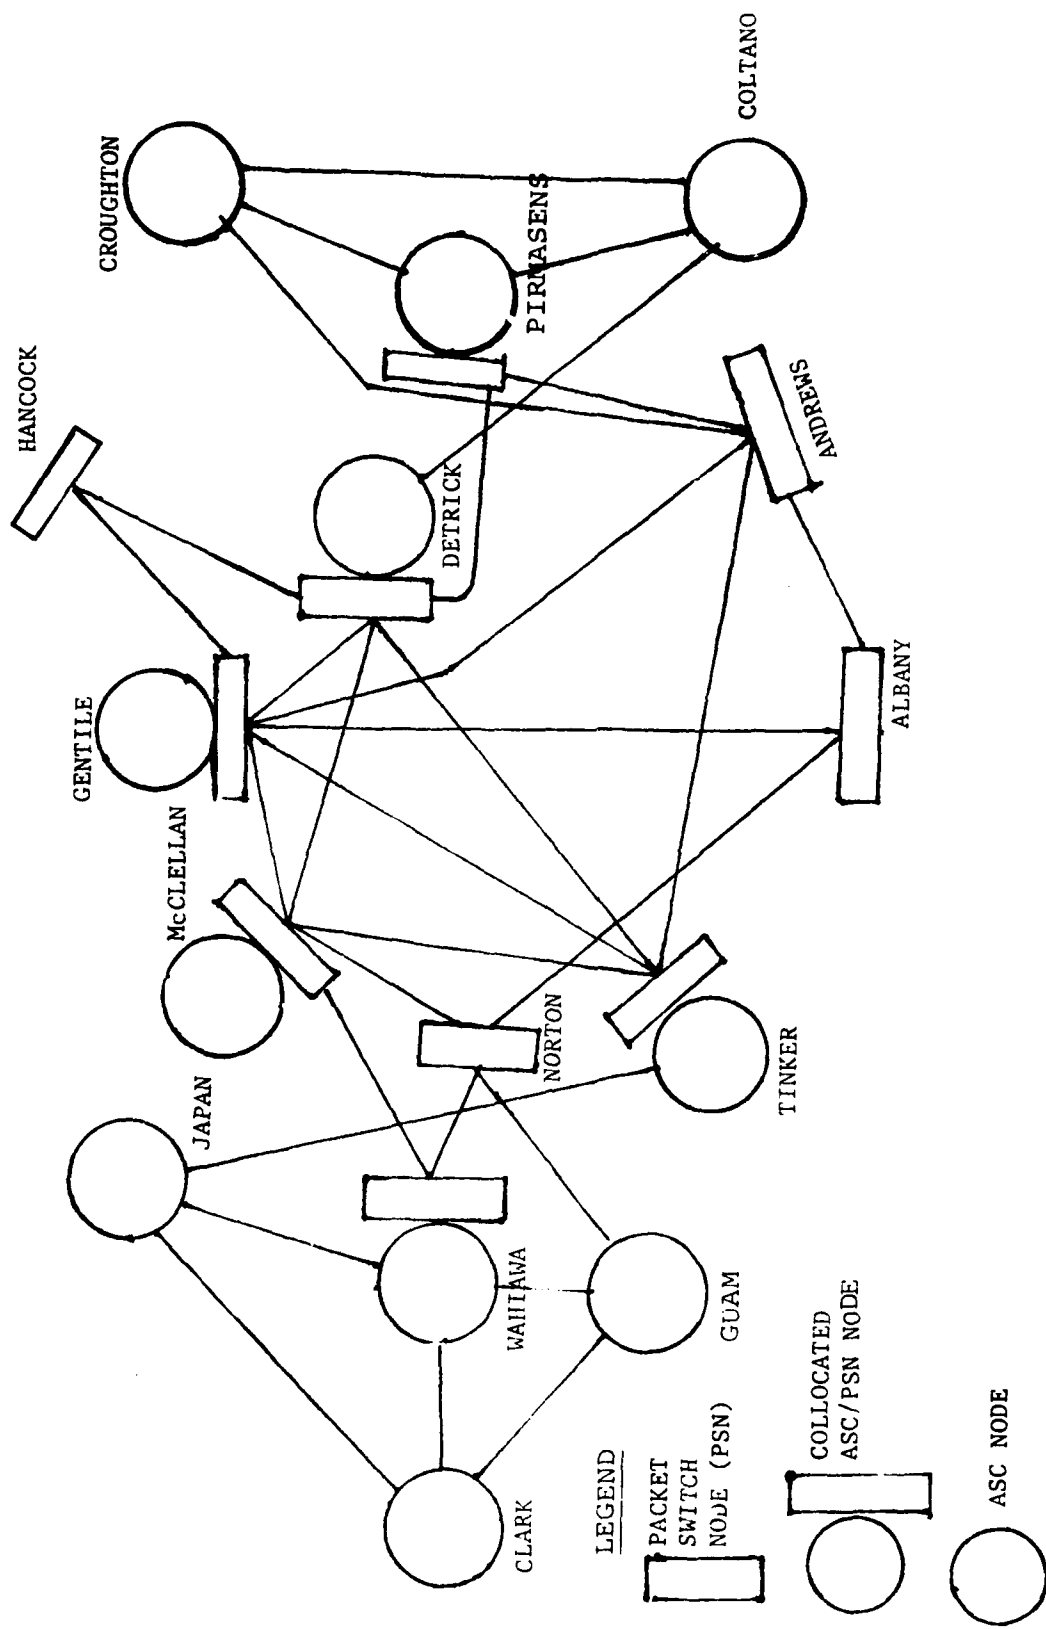 HANCOCK
CROUGHTON
GENTILE
McCLELLAN
JAPAN
DETRICK
PIRMASENS
COLTANO
ANDREWS
ALBANY
NORTON
TINKER
WAHIAWA
GUAM
CLARK
LEGEND
PACKET
SWITCH
NODE (PSN)
COLLOCATED
ASC/PSN NODE
ASC NODE